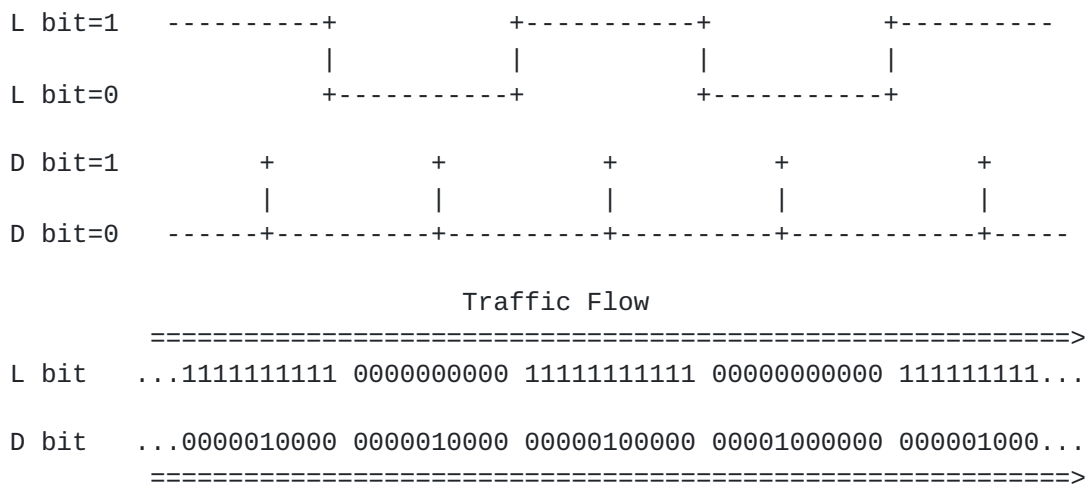 L bit=1   ----------+           +-----------+           +----------
                    |           |           |           |
L bit=0             +-----------+           +-----------+
D bit=1         +          +          +          +            +
                |          |          |          |            |
D bit=0   ------+----------+----------+----------+------------+-----
Traffic Flow
===========================================================>
L bit   ...1111111111 0000000000 11111111111 00000000000 111111111...
D bit   ...0000010000 0000010000 00000100000 00001000000 000001000...
===========================================================>